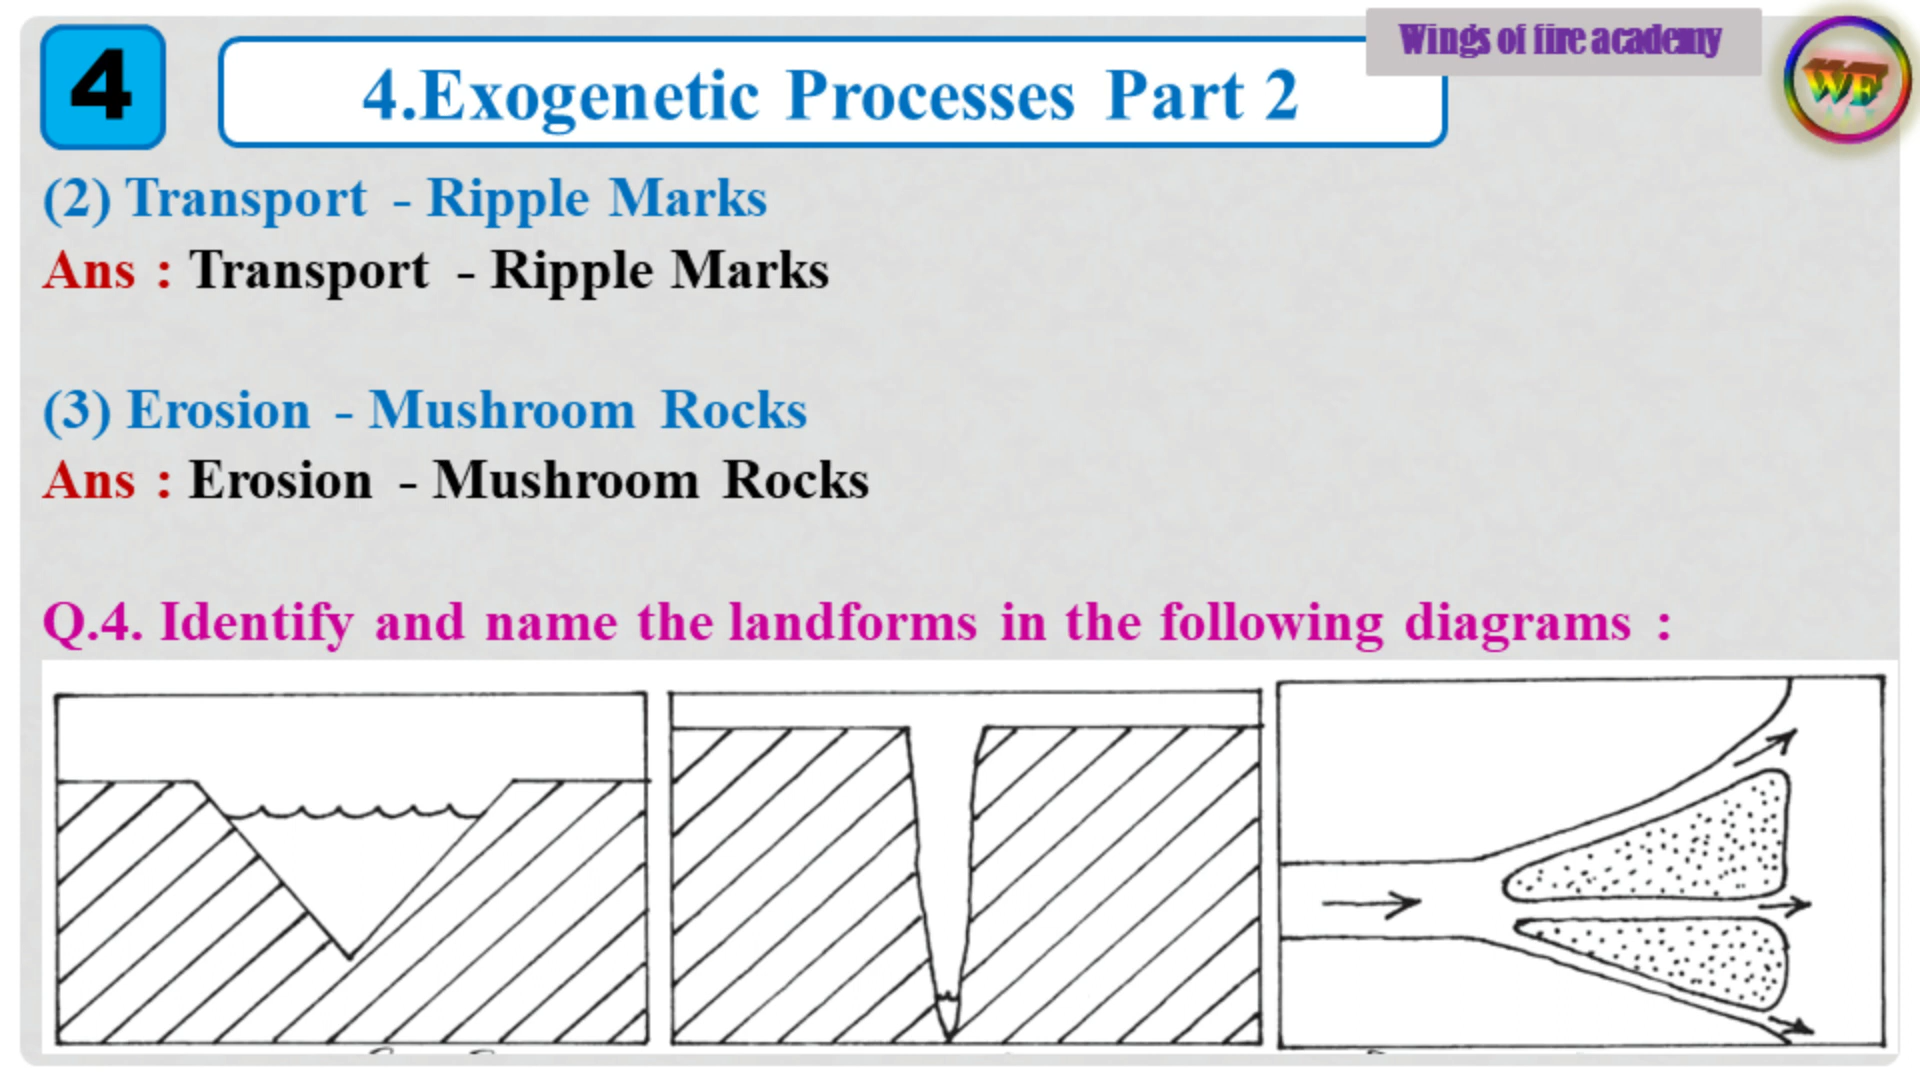 Wings of fire academy
4
4.Exogenetic Processes Part 2
WF
(2) Transport - Ripple Marks
Ans : Transport - Ripple Marks
(3) Erosion - Mushroom Rocks
Ans : Erosion - Mushroom Rocks
Q.4. Identify and name the landforms in the following diagrams :